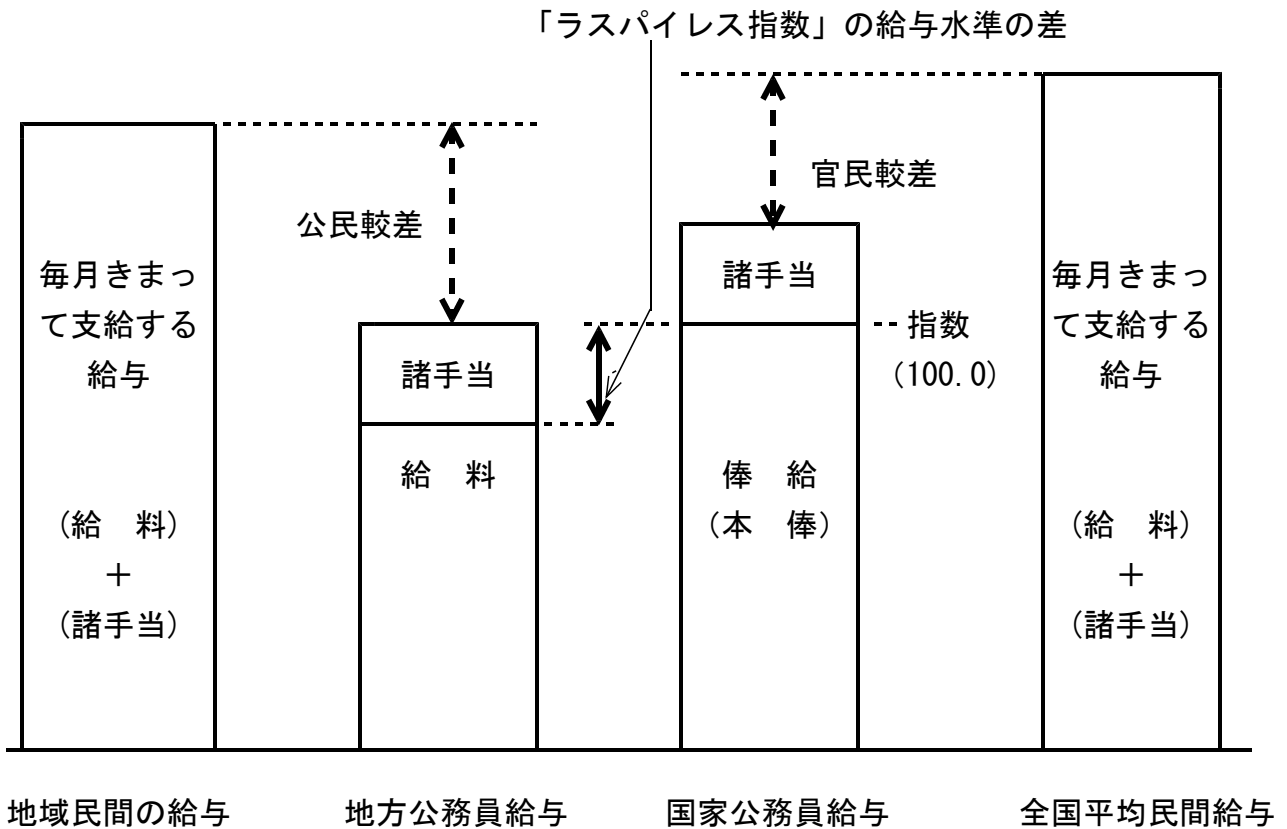 「ラスパイレス指数」の給与水準の差
官民較差
公民較差
毎月きまっ
て支給する
給与
(給　料)
＋
(諸手当)
諸手当
給　料
諸手当
俸　給
(本　俸)
指数
(100.0)
毎月きまっ
て支給する
給与
(給　料)
＋
(諸手当)
地域民間の給与
地方公務員給与
国家公務員給与
全国平均民間給与